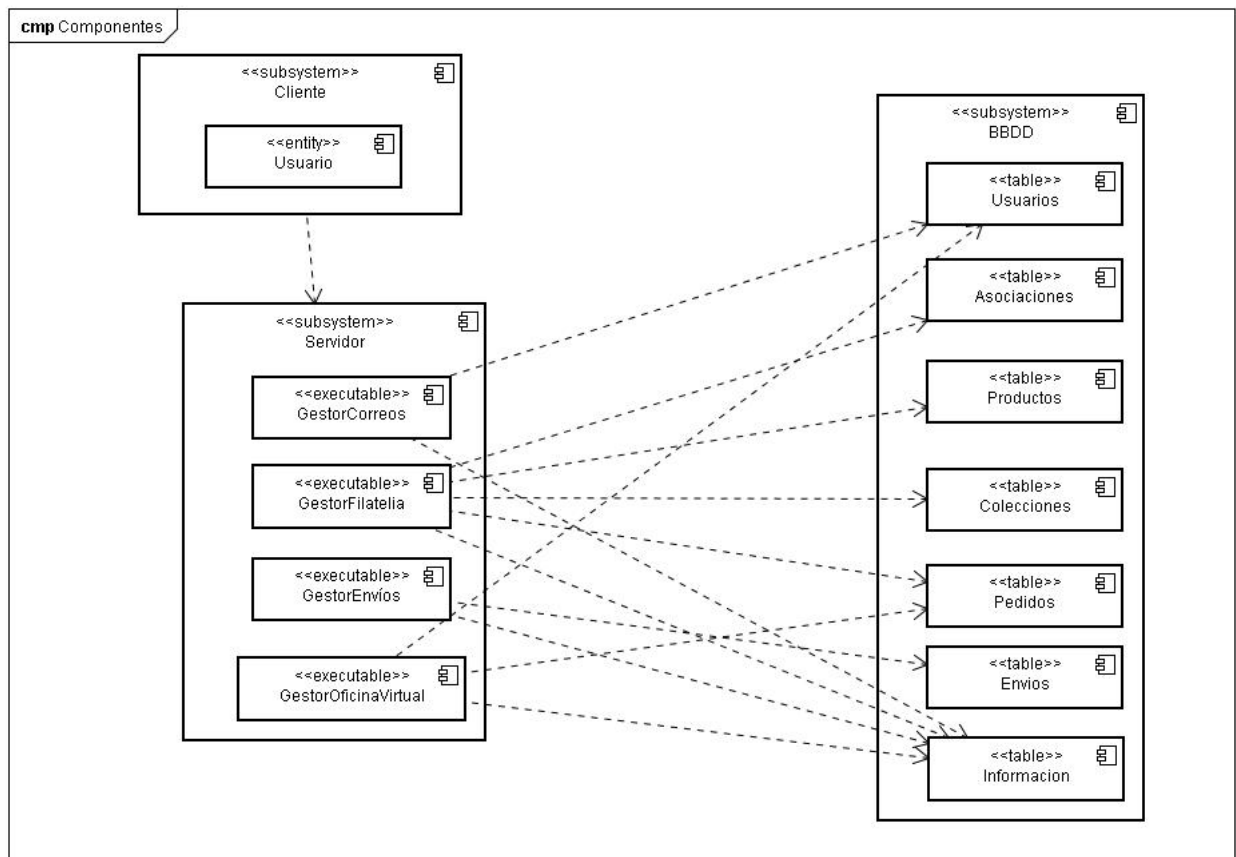 cmp Componentes
<<subsystem>>
Cliente
<<entity>>
Usuario
<<subsystem>>
Servidor
<<executable>>
GestorCorreos
<<executable>>
GestorFilatelia
<<executable>>
GestorEnvíos
<<executable>>
GestorOficinaVirtual
<<subsystem>>
BBDD
<<table>>
Usuarios
<<table>>
Asociaciones
<<table>>
Productos
<<table>>
Colecciones
<<table>>
Pedidos
<<table>>
Envios
<<table>>
Informacion